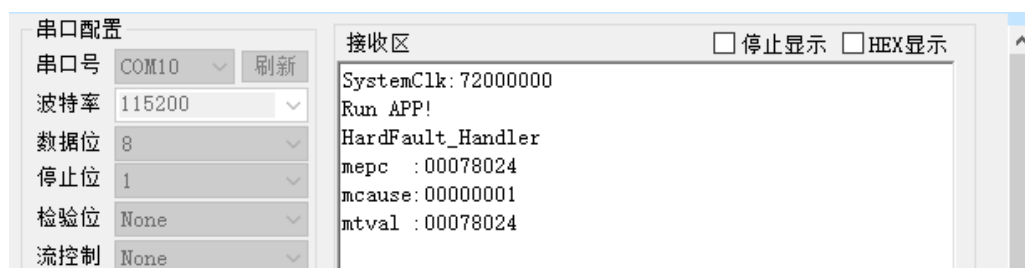 串口配置
串口号 COM10 刷新
波特率 115200
数据位 8
停止位 1
检验位 None
流控制 None
接收区 停止显示 HEX显示
SystemClk:72000000
Run APP!
HardFault_Handler
mepc  :00078024
mcause:00000001
mtval :00078024